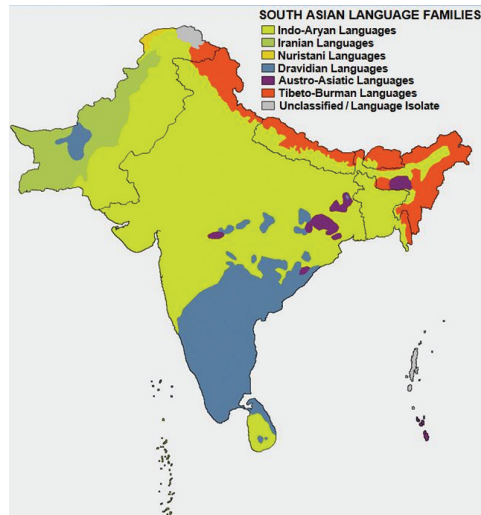 SOUTH ASIAN LANGUAGE FAMILIES
Indo-Aryan Languages
Iranian Languages
Nuristani Languages
Dravidian Languages
Austro-Asiatic Languages
Tibeto-Burman Languages
Unclassified / Language Isolate